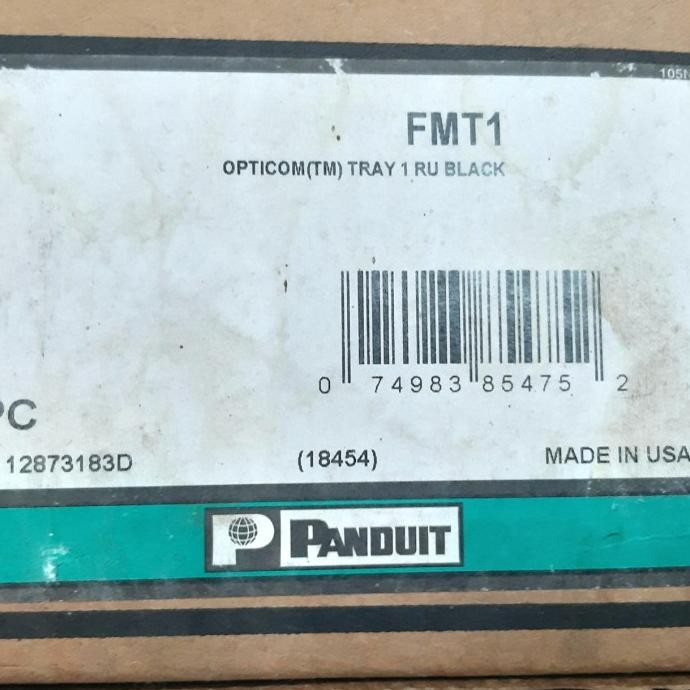 105N
FMT1
OPTICOM(TM) TRAY 1 RU BLACK
0 74983 85475 2
PC
12873183D
(18454)
MADE IN USA
P PANDUIT